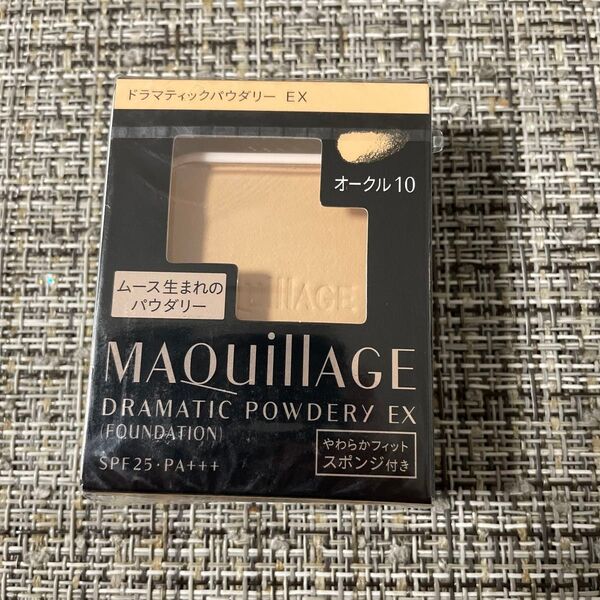 ドラマティックパウダリー EX
オークル10
ムース生まれの
パウダリー
MAQuillAGE
DRAMATIC POWDERY EX
(FOUNDATION)
SPF25・PA+++
やわらかフィット
スポンジ付き